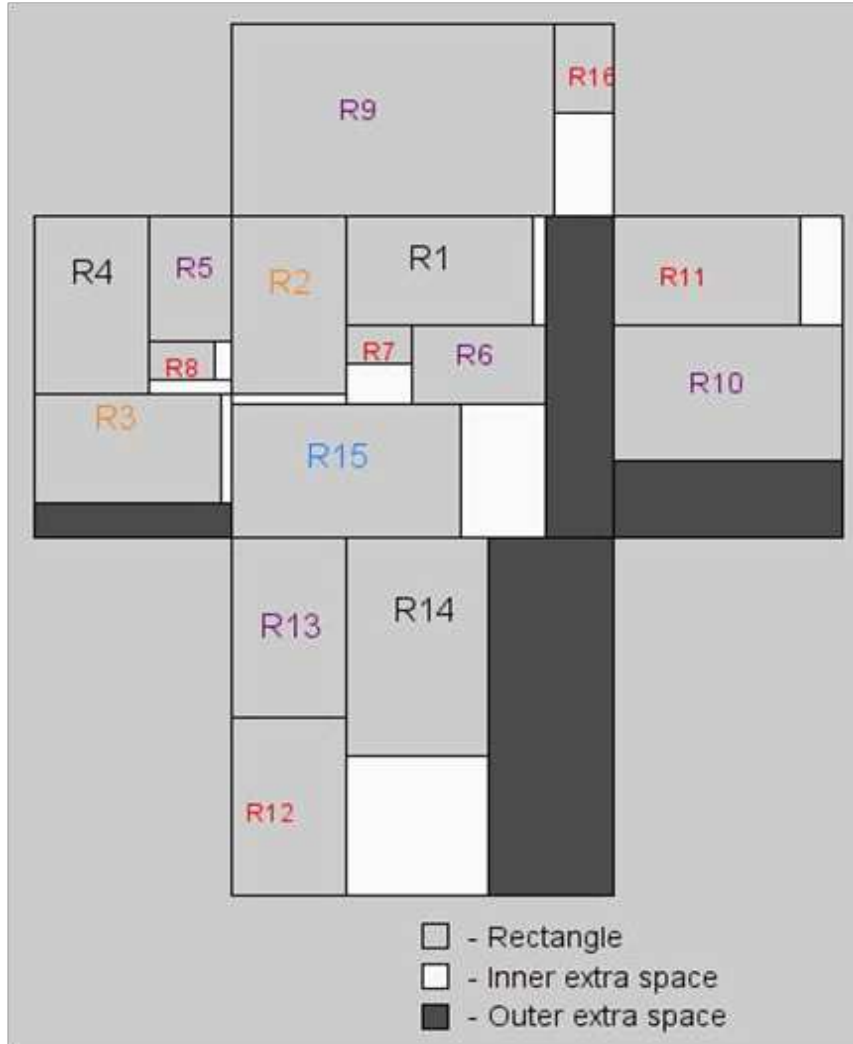 R16
R9
R1
R5
R4
R2
R11
R7
R6
R8
R10
R3
R15
R14
R13
R12
- Rectangle
- Inner extra space
- Outer extra space